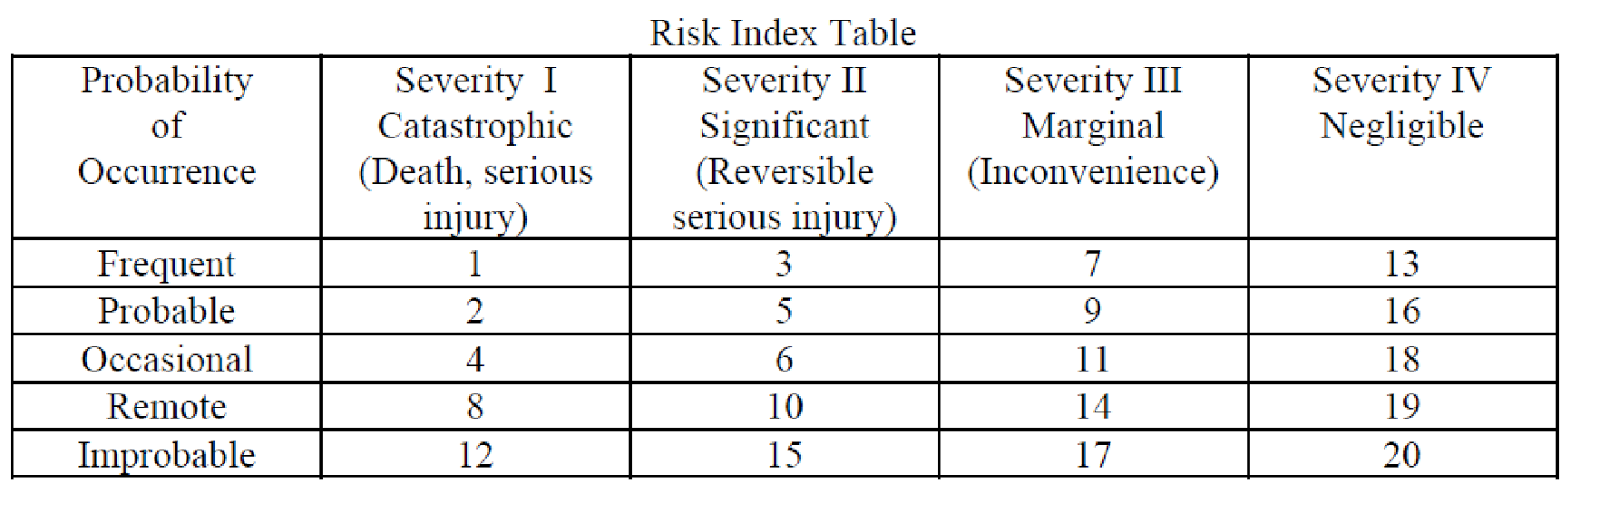 Risk Index Table
Probability of Occurrence | Severity I Catastrophic (Death, serious injury) | Severity II Significant (Reversible serious injury) | Severity III Marginal (Inconvenience) | Severity IV Negligible
Frequent | 1 | 3 | 7 | 13
Probable | 2 | 5 | 9 | 16
Occasional | 4 | 6 | 11 | 18
Remote | 8 | 10 | 14 | 19
Improbable | 12 | 15 | 17 | 20